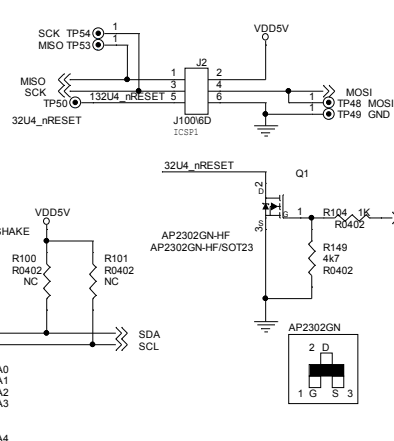 SCK TP54 1
MISO TP53 1
VDD5V
J2
MISO 1 2
SCK 3 4 MOSI
TP50 132U4_nRESET 5 6 1 TP48 MOSI
1 TP49 GND
32U4_nRESET
J100\6D
ICSP1
32U4_nRESET
Q1
2
D
VDD5V
G 1 R104 1K
R0402
S
3
SHAKE
AP2302GN-HF
AP2302GN-HF/SOT23
R149
4k7
R0402
R100
R0402
NC
R101
R0402
NC
SDA
SCL
AP2302GN
2 D
1 G S 3
A0
A1
A2
A3
A4